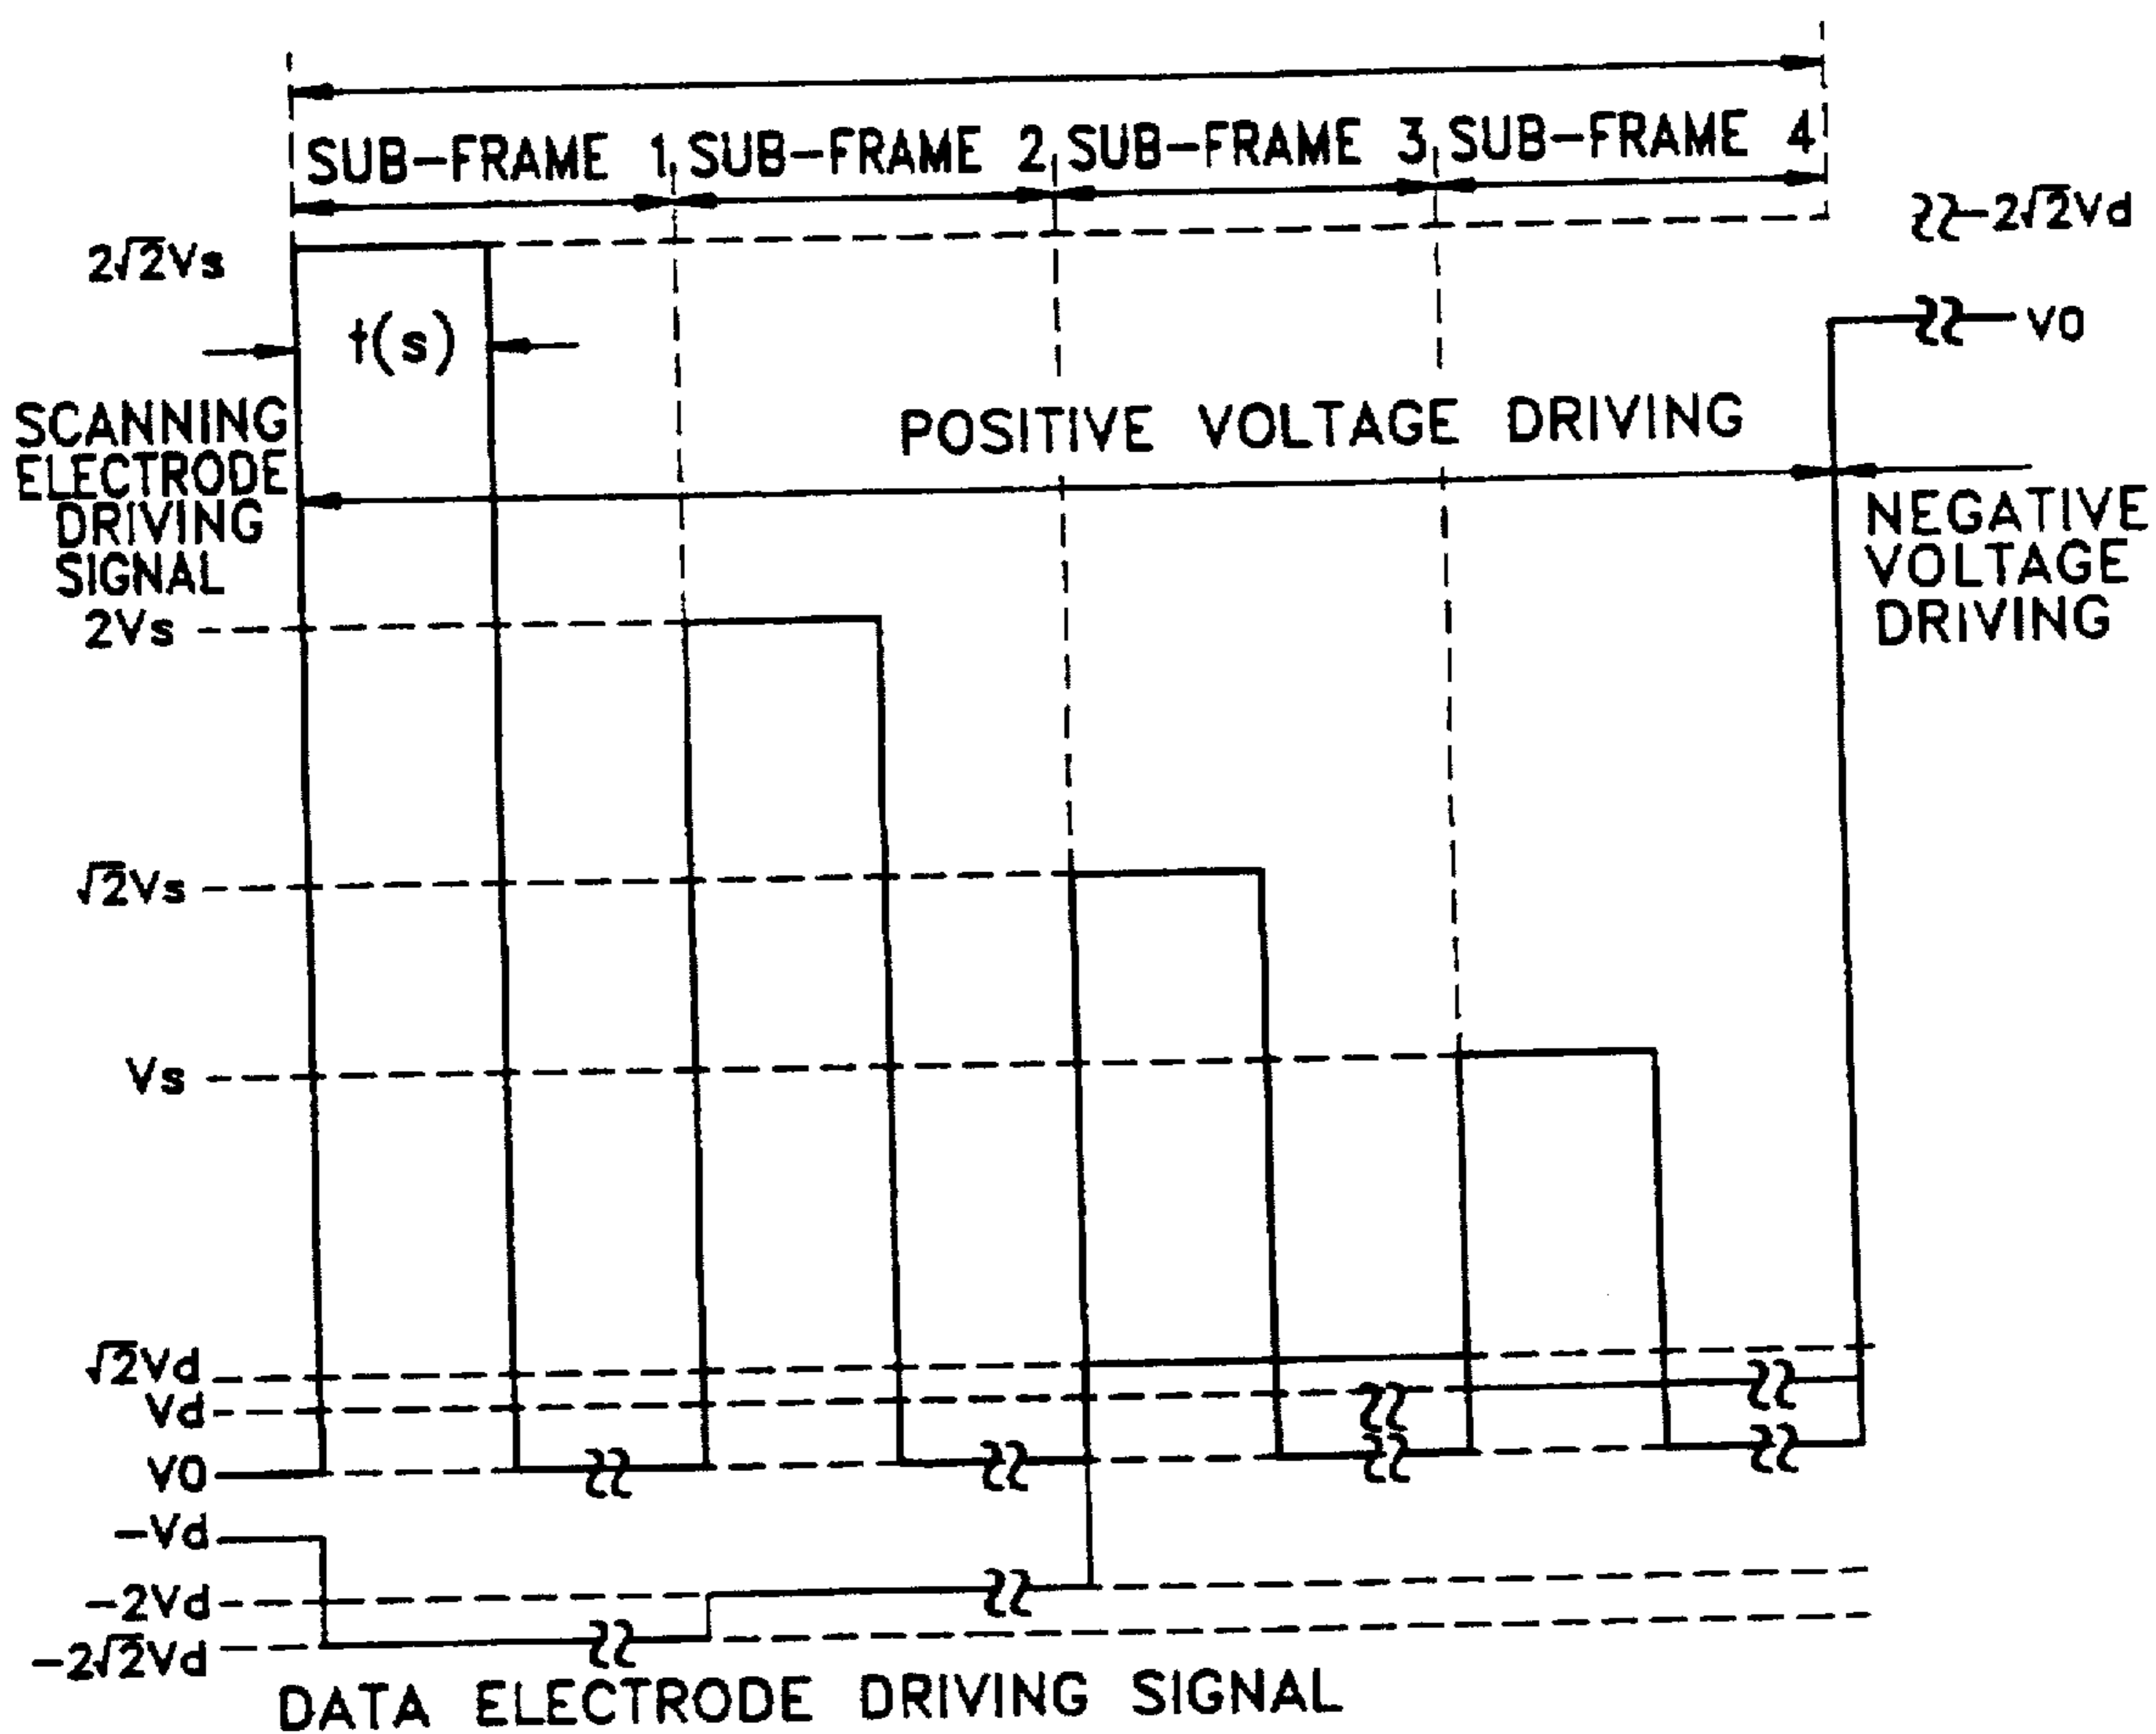 SUB-FRAME 1 SUB-FRAME 2 SUB-FRAME 3 SUB-FRAME 4
2√2Vs
-2√2Vd
t(s)
V0
SCANNING
ELECTRODE
DRIVING
SIGNAL
POSITIVE VOLTAGE DRIVING
NEGATIVE
VOLTAGE
DRIVING
2Vs
√2Vs
Vs
√2Vd
Vd
V0
-Vd
-2Vd
-2√2Vd
DATA ELECTRODE DRIVING SIGNAL